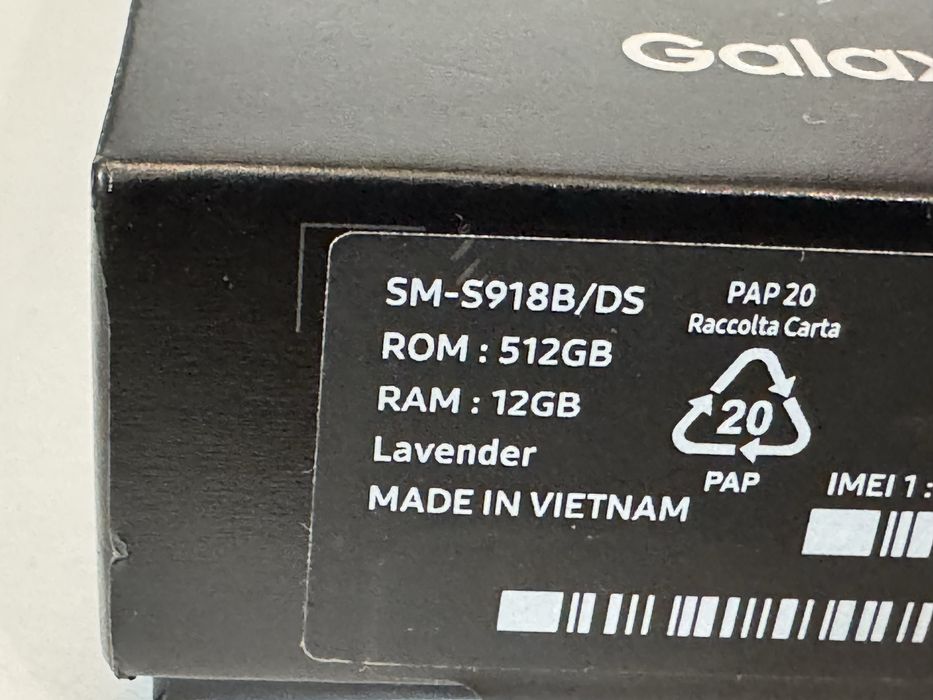 Galax
SM-S918B/DS
ROM : 512GB
RAM : 12GB
Lavender
MADE IN VIETNAM
PAP 20
Raccolta Carta
20
PAP
IMEI 1 :